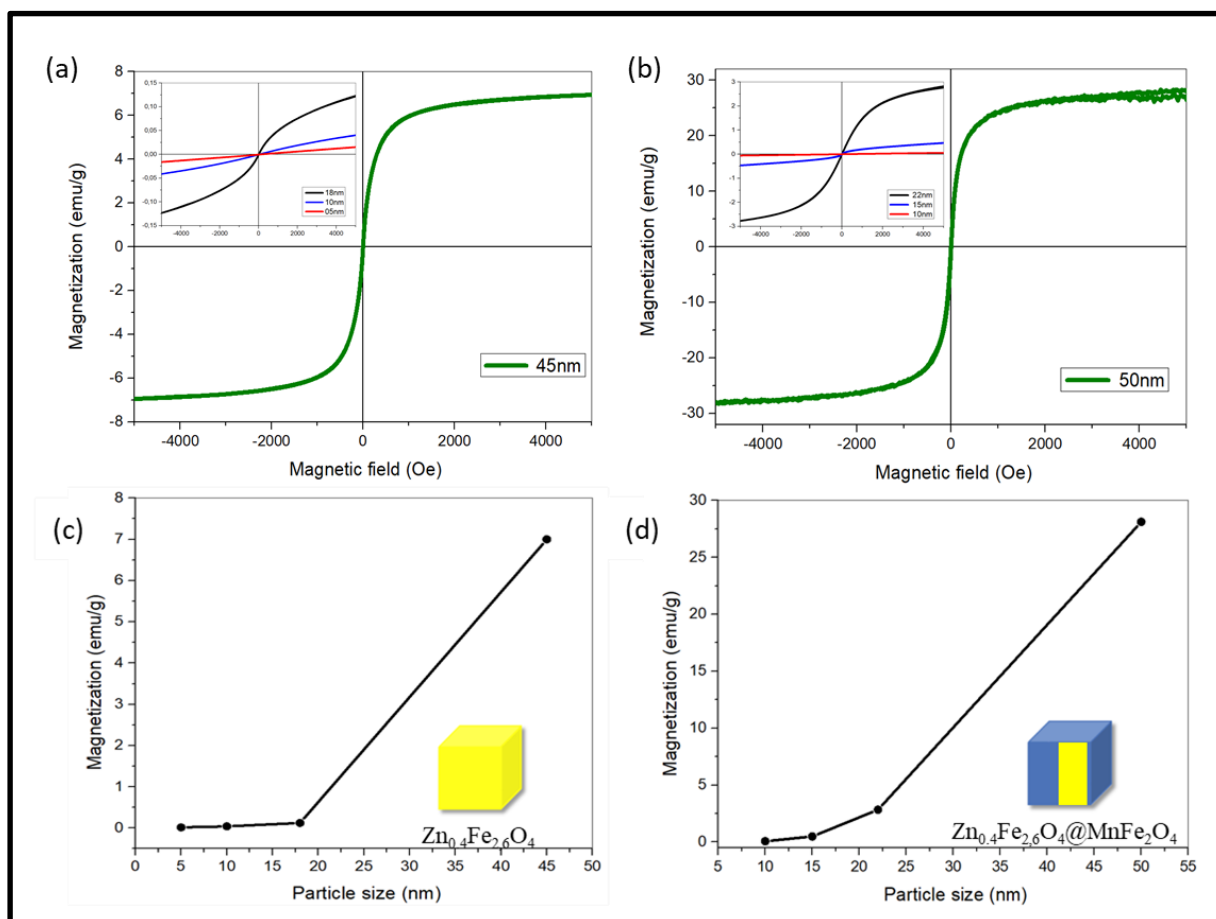 (a)
Magnetization (emu/g)
8
6
4
2
0
-2
-4
-6
-8
-4000 -2000 0 2000 4000
Magnetic field (Oe)
45nm
0,15
0,10
0,05
0,00
-0,05
-0,10
-0,15
-4000 -2000 0 2000 4000
18nm
10nm
05nm
(b)
Magnetization (emu/g)
30
20
10
0
-10
-20
-30
-4000 -2000 0 2000 4000
Magnetic field (Oe)
50nm
3
2
1
0
-1
-2
-3
-4000 -2000 0 2000 4000
22nm
15nm
10nm
(c)
Magnetization (emu/g)
8
7
6
5
4
3
2
1
0
0 5 10 15 20 25 30 35 40 45 50
Particle size (nm)
Zn0.4Fe2,6O4
(d)
Magnetization (emu/g)
30
25
20
15
10
5
0
5 10 15 20 25 30 35 40 45 50 55
Particle size (nm)
Zn0.4Fe2,6O4@MnFe2O4